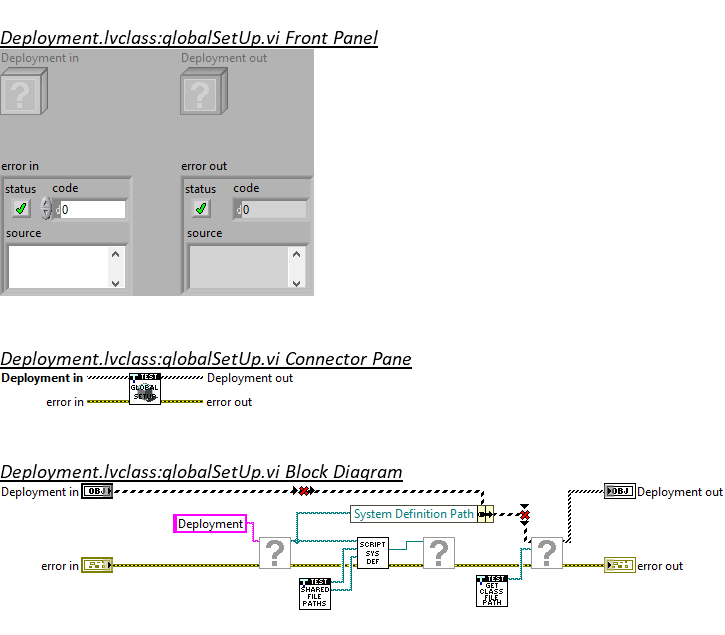 Deployment.lvclass:globalSetUp.vi Front Panel
Deployment in
Deployment out
?
?
error in
error out
status code
status code
0
0
source
source
Deployment.lvclass:globalSetUp.vi Connector Pane
Deployment in
TEST
GLOBAL
SETUP
Deployment out
error in
error out
Deployment.lvclass:globalSetUp.vi Block Diagram
Deployment in
OBJ
OBJ
Deployment out
System Definition Path
Deployment
?
SCRIPT
SYS
DEF
?
?
error in
error out
TEST
SHARED
FILE
PATHS
TEST
GET
CLASS
FILE
PATH